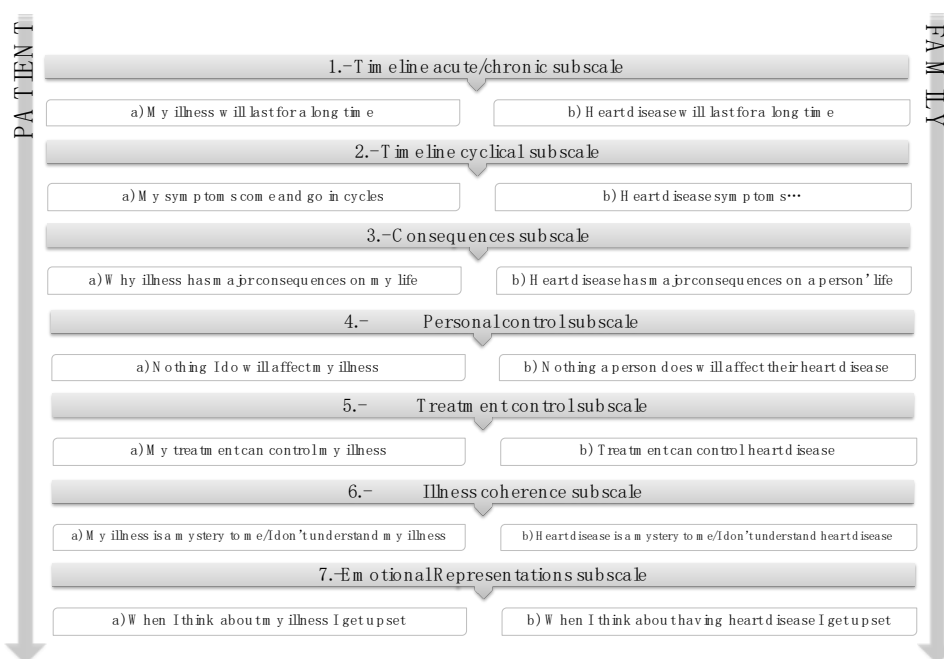 PATIENT
FAMILY
1.-Timeline acute/chronic subscale
a) My illness will last for a long time
b) Heart disease will last for a long time
2.-Timeline cyclical subscale
a) My symptoms come and go in cycles
b) Heart disease symptoms…
3.-Consequences subscale
a) Why illness has major consequences on my life
b) Heart disease has major consequences on a person’ life
4.- Personal control subscale
a) Nothing I do will affect my illness
b) Nothing a person does will affect their heart disease
5.- Treatment control subscale
a) My treatment can control my illness
b) Treatment can control heart disease
6.- Illness coherence subscale
a) My illness is a mystery to me/I don’t understand my illness
b) Heart disease is a mystery to me/I don’t understand heart disease
7.-Emotional Representations subscale
a) When I think about my illness I get upset
b) When I think about having heart disease I get upset